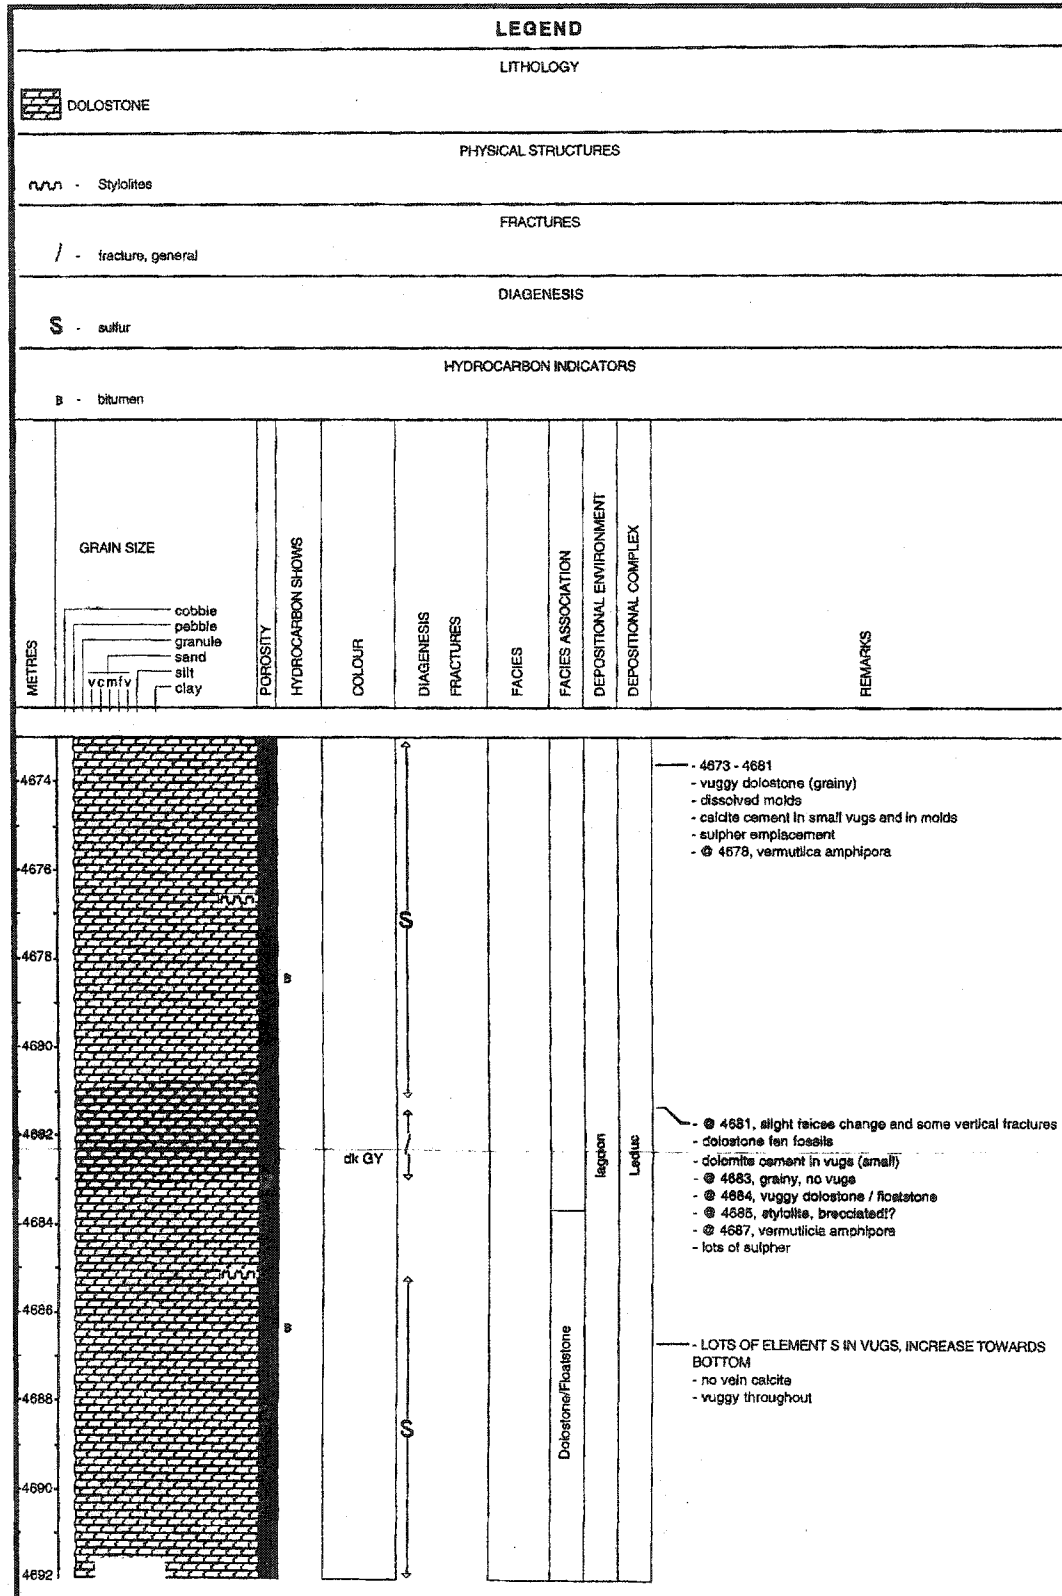 LEGEND
LITHOLOGY
DOLOSTONE
PHYSICAL STRUCTURES
- Stylolites
FRACTURES
/ - fracture, general
DIAGENESIS
S - sulfur
HYDROCARBON INDICATORS
B - bitumen
METRES
GRAIN SIZE
cobble
pebble
granule
sand
silt
clay
vcmfv
POROSITY
HYDROCARBON SHOWS
COLOUR
DIAGENESIS
FRACTURES
FACIES
FACIES ASSOCIATION
DEPOSITIONAL ENVIRONMENT
DEPOSITIONAL COMPLEX
REMARKS
4674
4676
4678
4680
4682
4684
4686
4688
4690
4692
B
B
dk GY
S
S
Dolostone/Floatstone
lagoon
Leduc
- 4673 - 4681
- vuggy dolostone (grainy)
- dissolved molds
- calcite cement in small vugs and in molds
- sulpher emplacement
- @ 4678, vermutilca amphipora
- @ 4681, slight faices change and some vertical fractures
- dolostone fen fossils
- dolomite cement in vugs (small)
- @ 4683, grainy, no vugs
- @ 4684, vuggy dolostone / floatstone
- @ 4685, stylolite, brecciated!?
- @ 4687, vermutilicia amphipora
- lots of sulpher
- LOTS OF ELEMENT S IN VUGS, INCREASE TOWARDS
BOTTOM
- no vein calcite
- vuggy throughout